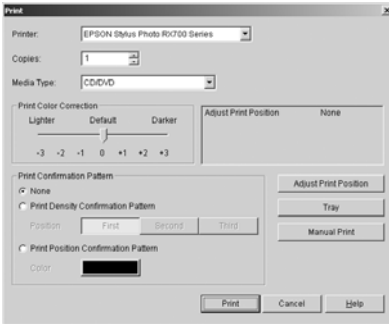 Print
Printer: EPSON Stylus Photo RX700 Series
Copies: 1
Media Type: CD/DVD
Print Color Correction
Lighter Default Darker
-3 -2 -1 0 +1 +2 +3
Adjust Print Position None
Print Confirmation Pattern
None
Print Density Confirmation Pattern
Position First Second Third
Print Position Confirmation Pattern
Color
Adjust Print Position
Tray
Manual Print
Print Cancel Help